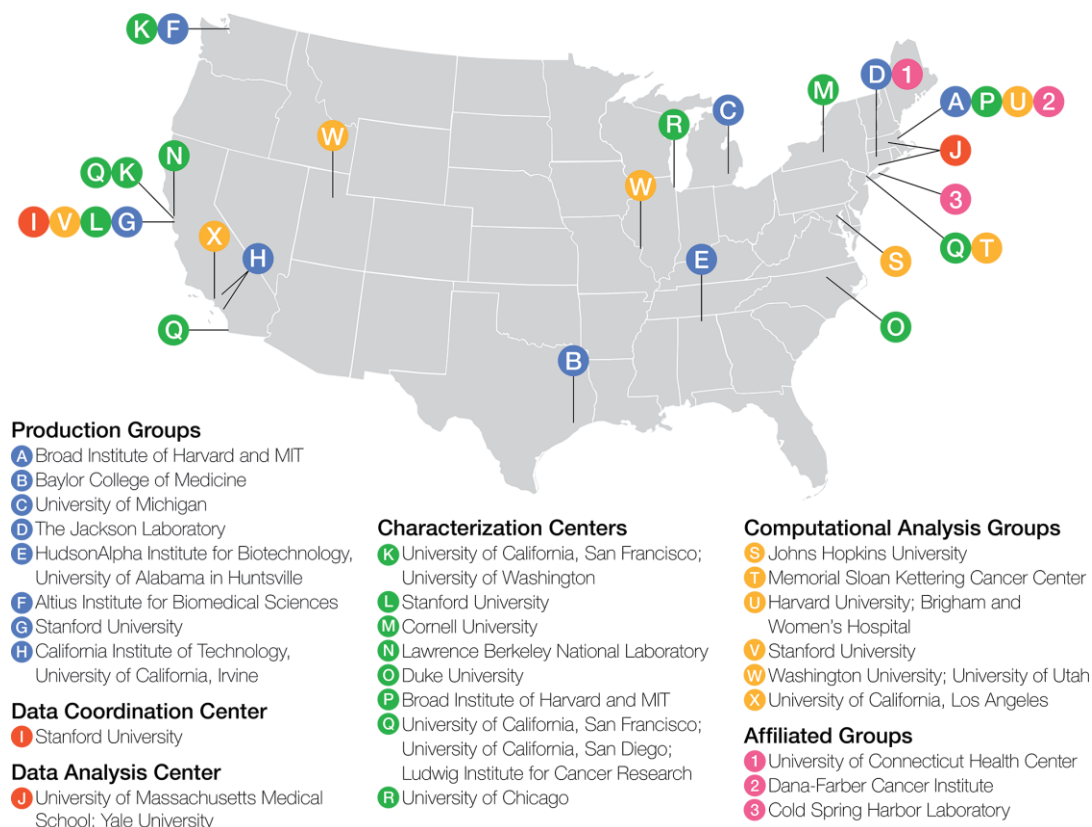 K F
D 1
M
A P U 2
C
R
W
N
J
Q K
W
3
I V L G
X
H
E
S
Q T
Q
O
B
Production Groups
A Broad Institute of Harvard and MIT
B Baylor College of Medicine
C University of Michigan
D The Jackson Laboratory
E HudsonAlpha Institute for Biotechnology,
University of Alabama in Huntsville
F Altius Institute for Biomedical Sciences
G Stanford University
H California Institute of Technology,
University of California, Irvine
Data Coordination Center
I Stanford University
Data Analysis Center
J University of Massachusetts Medical
School; Yale University
Characterization Centers
K University of California, San Francisco;
University of Washington
L Stanford University
M Cornell University
N Lawrence Berkeley National Laboratory
O Duke University
P Broad Institute of Harvard and MIT
Q University of California, San Francisco;
University of California, San Diego;
Ludwig Institute for Cancer Research
R University of Chicago
Computational Analysis Groups
S Johns Hopkins University
T Memorial Sloan Kettering Cancer Center
U Harvard University; Brigham and
Women's Hospital
V Stanford University
W Washington University; University of Utah
X University of California, Los Angeles
Affiliated Groups
1 University of Connecticut Health Center
2 Dana-Farber Cancer Institute
3 Cold Spring Harbor Laboratory